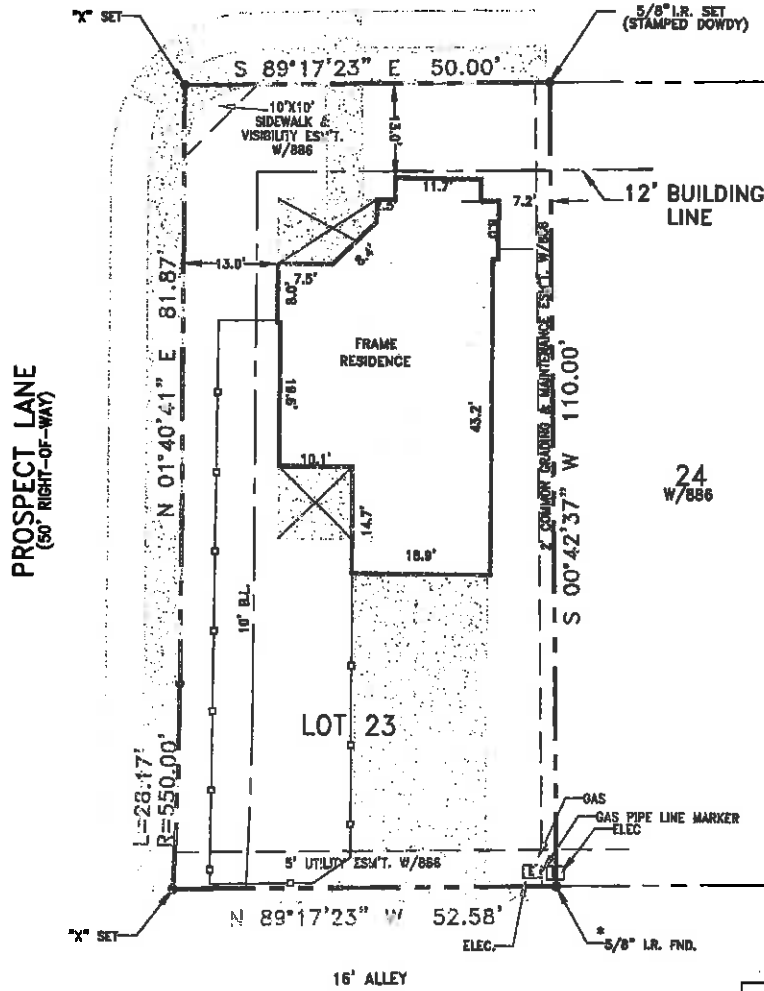 "X" SET
5/8" I.R. SET
(STAMPED DOWDY)
S 89°17'23" E 50.00'
10'X10'
SIDEWALK &
VISIBILITY ESM'T.
W/886
13.0'
11.7'
7.2'
12' BUILDING
LINE
8.4'
13.0'
7.5'
8.0'
FRAME
RESIDENCE
19.6'
43.2'
10.1'
14.7'
18.9'
PROSPECT LANE
(50' RIGHT-OF-WAY)
N 01°40'41" E 81.87'
2' COMMON GRADING & MAINTENANCE ESM'T.
S 00°42'37" W 110.00'
24
W/886
10' B.L.
LOT 23
L=28.17'
R=550.00'
GAS
GAS PIPE LINE MARKER
ELEC
5' UTILITY ESM'T. W/886
"E"
N 89°17'23" W 52.58'
"X" SET
ELEC.
*
5/8" I.R. FND.
16' ALLEY